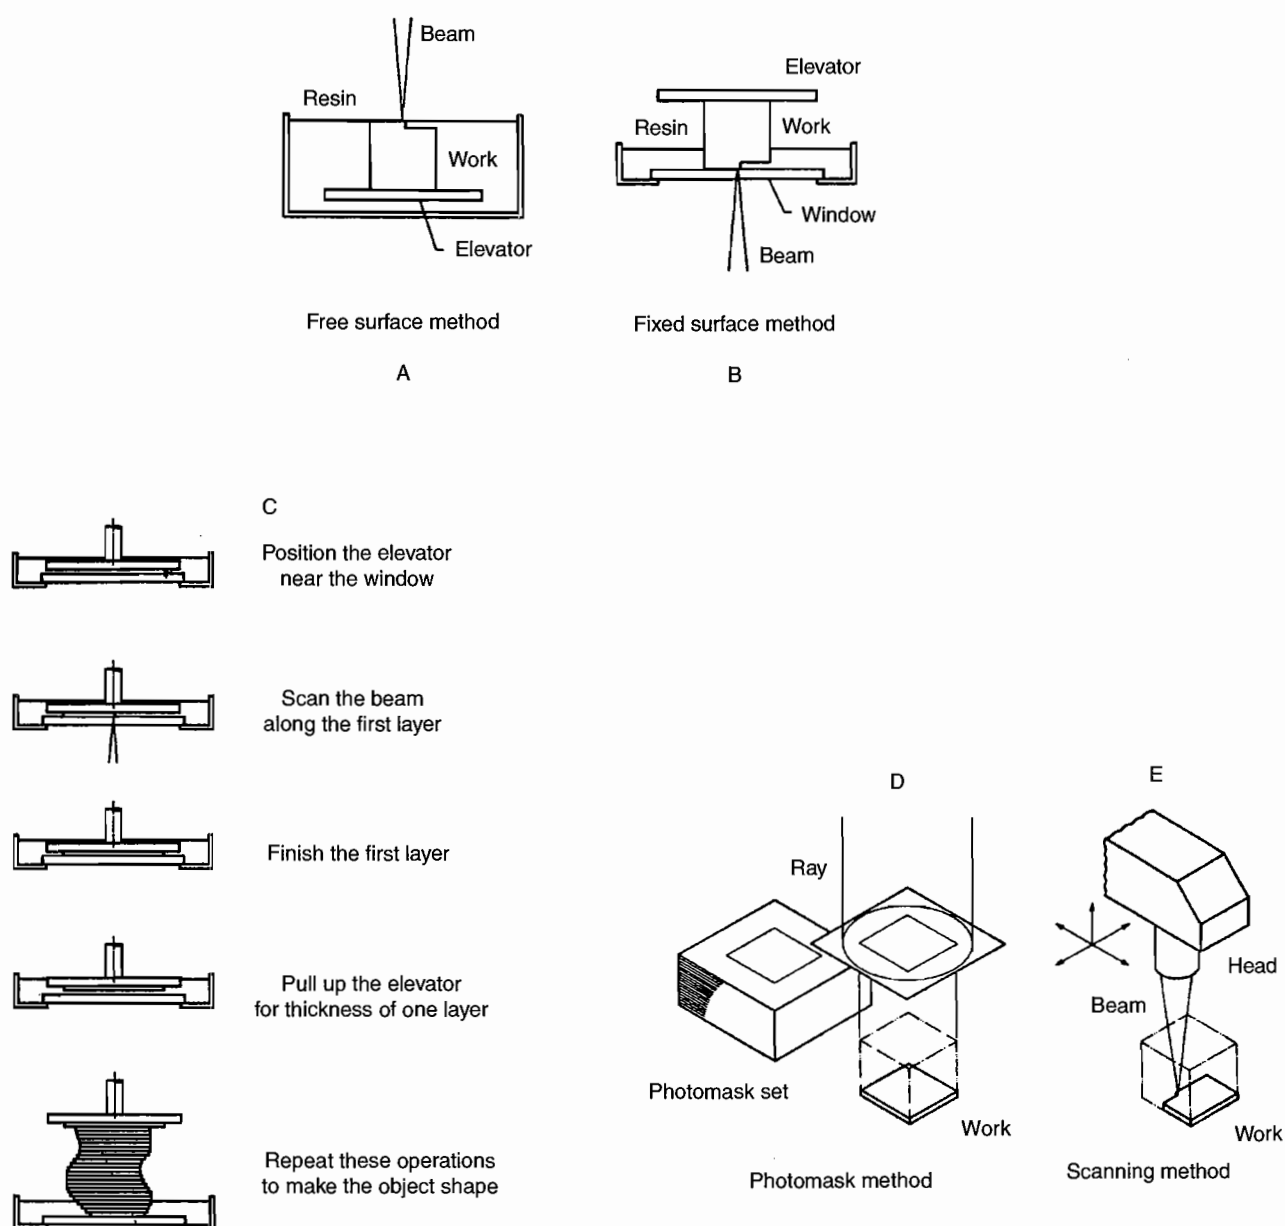 Beam
Resin
Work
Elevator
Free surface method
A
Elevator
Resin
Work
Window
Beam
Fixed surface method
B
C
Position the elevator
near the window
Scan the beam
along the first layer
Finish the first layer
Pull up the elevator
for thickness of one layer
Repeat these operations
to make the object shape
D
Ray
Photomask set
Work
Photomask method
E
Head
Beam
Work
Scanning method